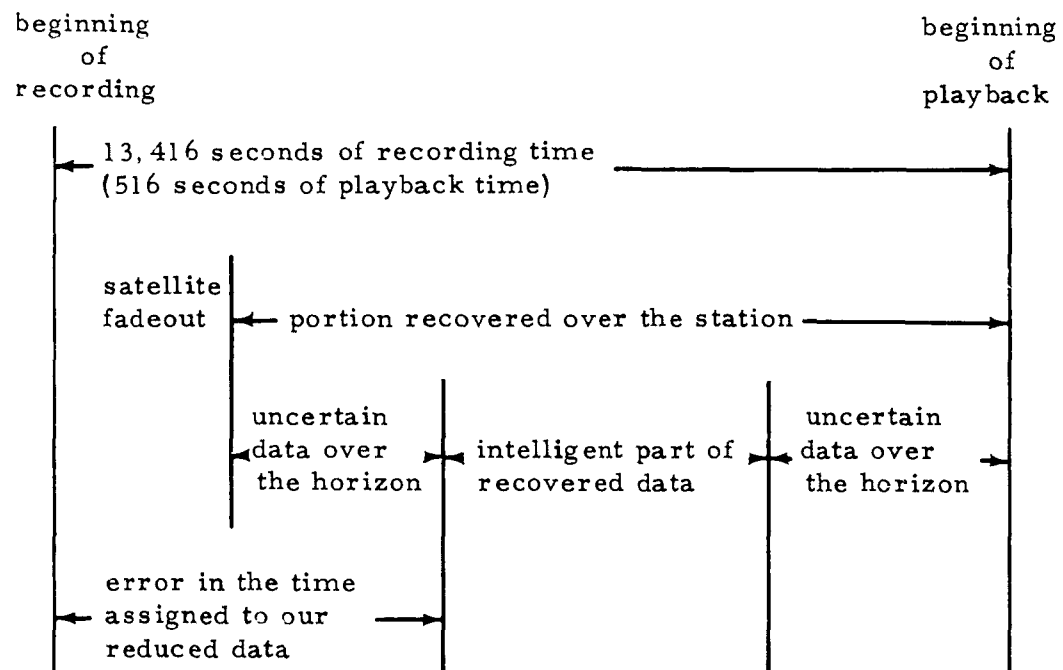 beginning
of
recording
beginning
of
playback
13, 416 seconds of recording time
(516 seconds of playback time)
satellite
fadeout
portion recovered over the station
uncertain
data over
the horizon
intelligent part of
recovered data
uncertain
data over
the horizon
error in the time
assigned to our
reduced data